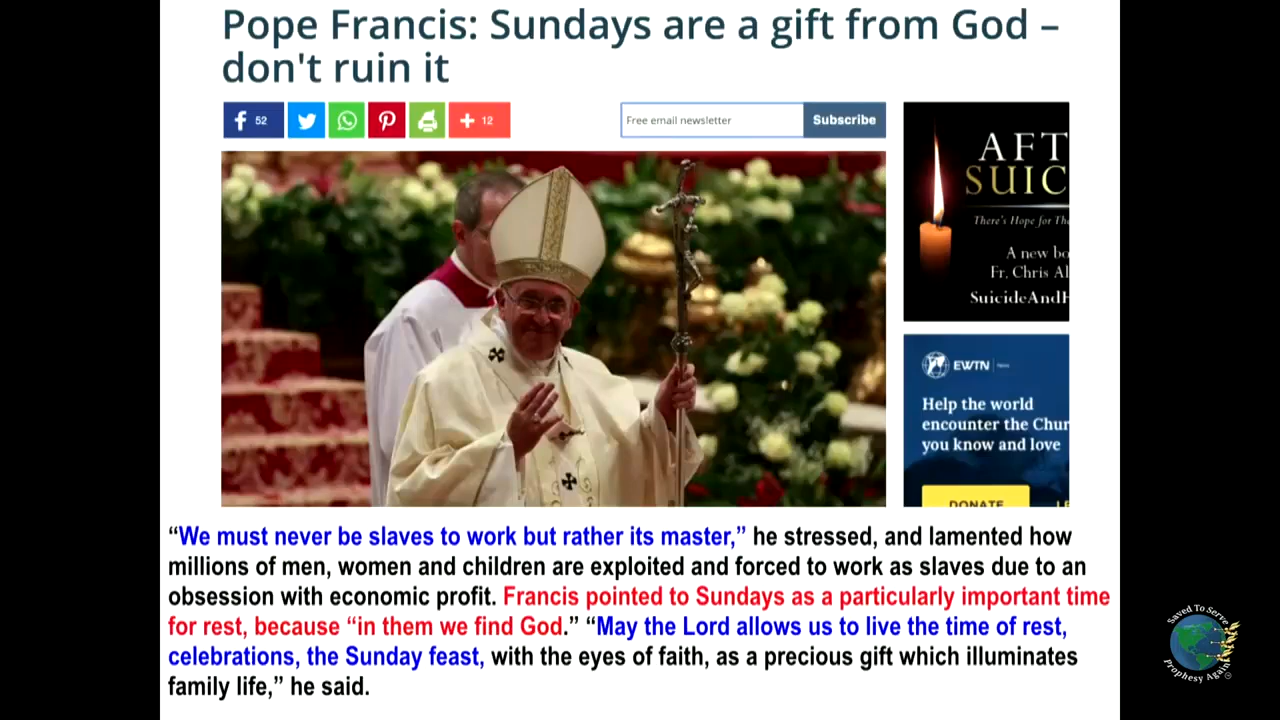 Pope Francis: Sundays are a gift from God –
don't ruin it
52
12
Free email newsletter
Subscribe
AFT
SUIC
There's Hope for Th
A new bo
Fr. Chris Al
SuicideAndH
EWTN
Help the world
encounter the Chur
you know and love
DONATE
“We must never be slaves to work but rather its master,” he stressed, and lamented how
millions of men, women and children are exploited and forced to work as slaves due to an
obsession with economic profit. Francis pointed to Sundays as a particularly important time
for rest, because “in them we find God.” “May the Lord allows us to live the time of rest,
celebrations, the Sunday feast, with the eyes of faith, as a precious gift which illuminates
family life,” he said.
Saved To Serve
Prophesy Again